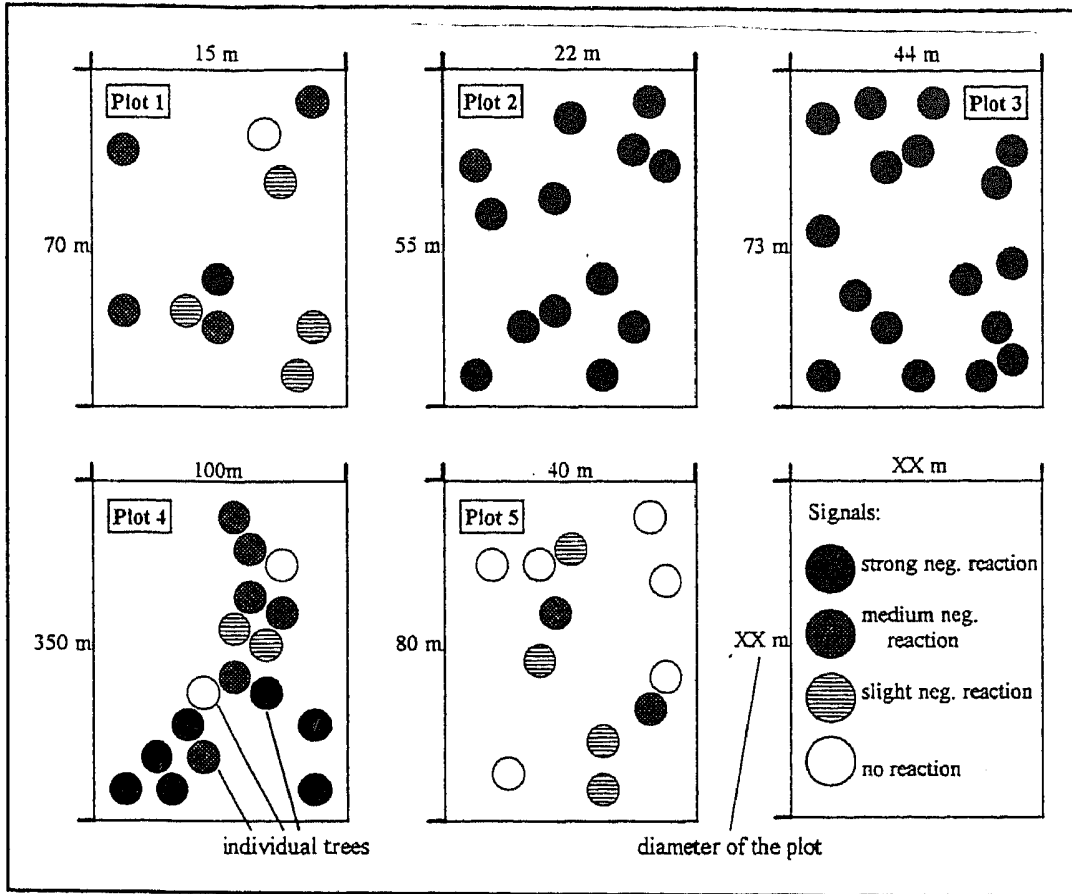 15 m
22 m
44 m
Plot 1
Plot 2
Plot 3
70 m
55 m
73 m
100m
40 m
XX m
Plot 4
Plot 5
Signals:
strong neg. reaction
medium neg.
reaction
slight neg. reaction
no reaction
350 m
80 m
XX m
individual trees
diameter of the plot